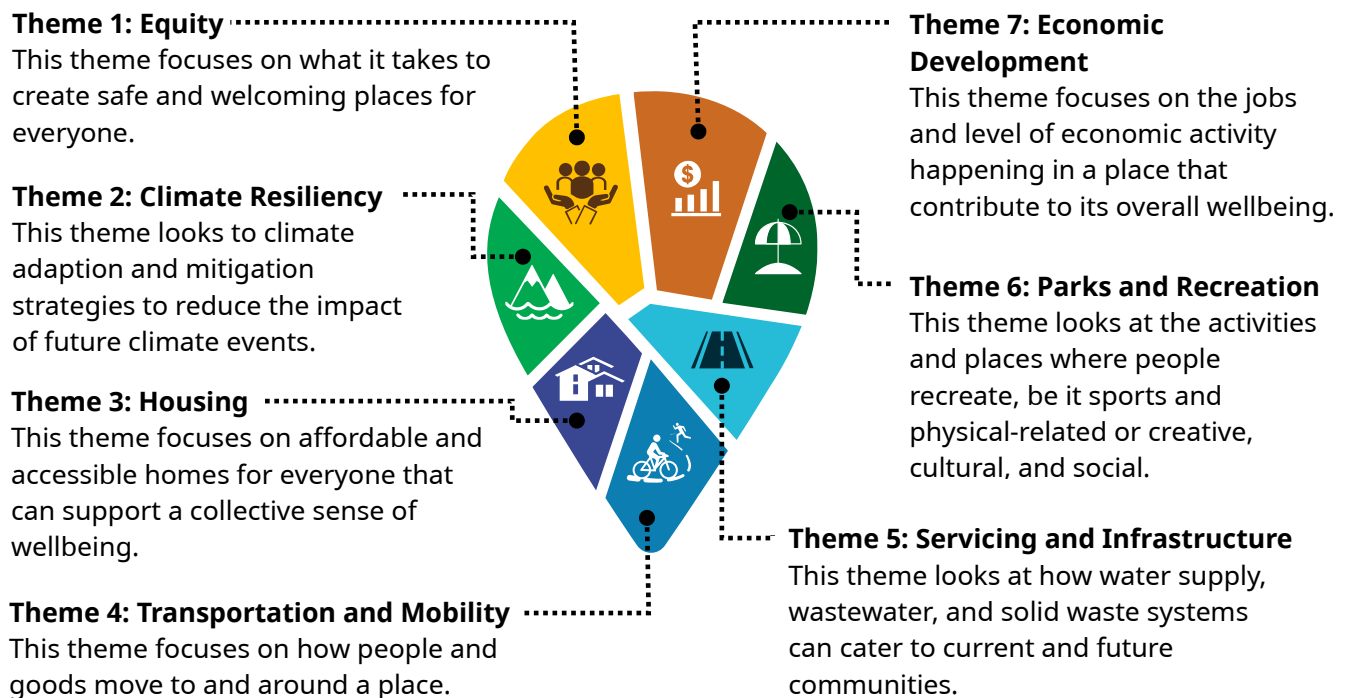 Theme 1: Equity
This theme focuses on what it takes to
create safe and welcoming places for
everyone.
Theme 2: Climate Resiliency
This theme looks to climate
adaption and mitigation
strategies to reduce the impact
of future climate events.
Theme 3: Housing
This theme focuses on affordable and
accessible homes for everyone that
can support a collective sense of
wellbeing.
Theme 4: Transportation and Mobility
This theme focuses on how people and
goods move to and around a place.
Theme 7: Economic
Development
This theme focuses on the jobs
and level of economic activity
happening in a place that
contribute to its overall wellbeing.
Theme 6: Parks and Recreation
This theme looks at the activities
and places where people
recreate, be it sports and
physical-related or creative,
cultural, and social.
Theme 5: Servicing and Infrastructure
This theme looks at how water supply,
wastewater, and solid waste systems
can cater to current and future
communities.
$